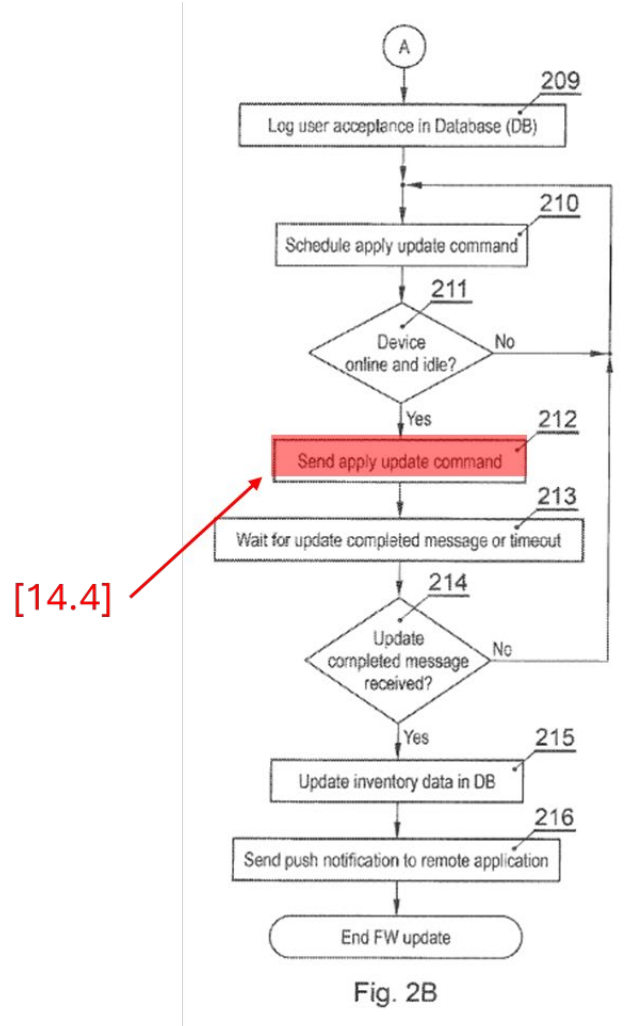 A
209
Log user acceptance in Database (DB)
210
Schedule apply update command
211
Device
online and idle?
No
Yes
212
Send apply update command
213
Wait for update completed message or timeout
[14.4]
214
Update
completed message
received?
No
Yes
215
Update inventory data in DB
216
Send push notification to remote application
End FW update
Fig. 2B